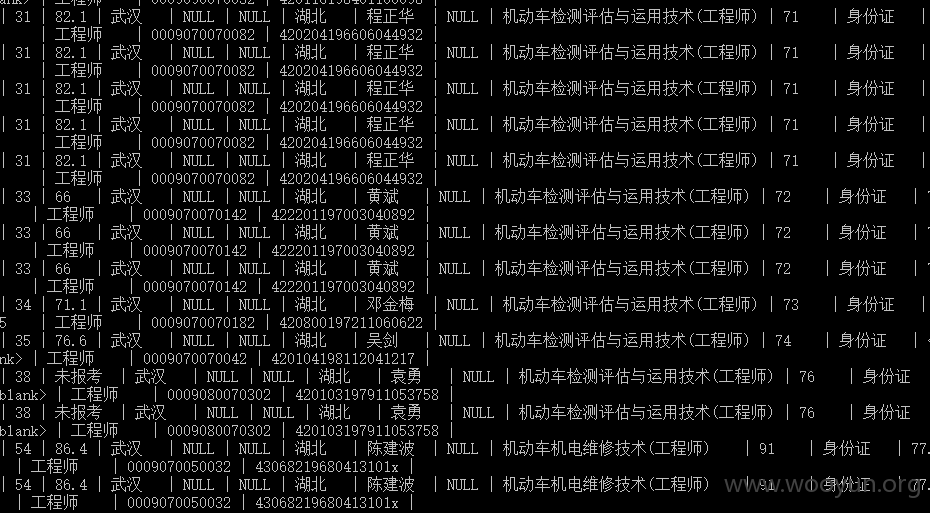 nk> | 工程师
| 31 | 82.1 | 武汉 | NULL | NULL | 湖北 | 程正华 | NULL | 机动车检测评估与运用技术(工程师) | 71 | 身份证
| 工程师 | 0009070070082 | 420204196606044932 |
| 31 | 82.1 | 武汉 | NULL | NULL | 湖北 | 程正华 | NULL | 机动车检测评估与运用技术(工程师) | 71 | 身份证
| 工程师 | 0009070070082 | 420204196606044932 |
| 31 | 82.1 | 武汉 | NULL | NULL | 湖北 | 程正华 | NULL | 机动车检测评估与运用技术(工程师) | 71 | 身份证
| 工程师 | 0009070070082 | 420204196606044932 |
| 31 | 82.1 | 武汉 | NULL | NULL | 湖北 | 程正华 | NULL | 机动车检测评估与运用技术(工程师) | 71 | 身份证
| 工程师 | 0009070070082 | 420204196606044932 |
| 31 | 82.1 | 武汉 | NULL | NULL | 湖北 | 程正华 | NULL | 机动车检测评估与运用技术(工程师) | 71 | 身份证
| 工程师 | 0009070070082 | 420204196606044932 |
| 33 | 66 | 武汉 | NULL | NULL | 湖北 | 黄斌 | NULL | 机动车检测评估与运用技术(工程师) | 72 | 身份证 |
| 工程师 | 0009070070142 | 422201197003040892 |
| 33 | 66 | 武汉 | NULL | NULL | 湖北 | 黄斌 | NULL | 机动车检测评估与运用技术(工程师) | 72 | 身份证 |
| 工程师 | 0009070070142 | 422201197003040892 |
| 33 | 66 | 武汉 | NULL | NULL | 湖北 | 黄斌 | NULL | 机动车检测评估与运用技术(工程师) | 72 | 身份证 |
| 工程师 | 0009070070142 | 422201197003040892 |
| 34 | 71.1 | 武汉 | NULL | NULL | 湖北 | 邓金梅 | NULL | 机动车检测评估与运用技术(工程师) | 73 | 身份证
5 | 工程师 | 0009070070182 | 420800197211060622 |
| 35 | 76.6 | 武汉 | NULL | NULL | 湖北 | 吴剑 | NULL | 机动车检测评估与运用技术(工程师) | 74 | 身份证 |
nk> | 工程师 | 0009070070042 | 420104198112041217 |
| 38 | 未报考 | 武汉 | NULL | NULL | 湖北 | 袁勇 | NULL | 机动车检测评估与运用技术(工程师) | 76 | 身份证
blank> | 工程师 | 0009080070302 | 420103197911053758 |
| 38 | 未报考 | 武汉 | NULL | NULL | 湖北 | 袁勇 | NULL | 机动车检测评估与运用技术(工程师) | 76 | 身份证
blank> | 工程师 | 0009080070302 | 420103197911053758 |
| 54 | 86.4 | 武汉 | NULL | NULL | 湖北 | 陈建波 | NULL | 机动车机电维修技术(工程师) | 91 | 身份证 | 77.
| 工程师 | 0009070050032 | 43068219680413101x |
| 54 | 86.4 | 武汉 | NULL | NULL | 湖北 | 陈建波 | NULL | 机动车机电维修技术(工程师) | 91 | 身份证 | 77.
| 工程师 | 0009070050032 | 43068219680413101x |
www.wooyun.org